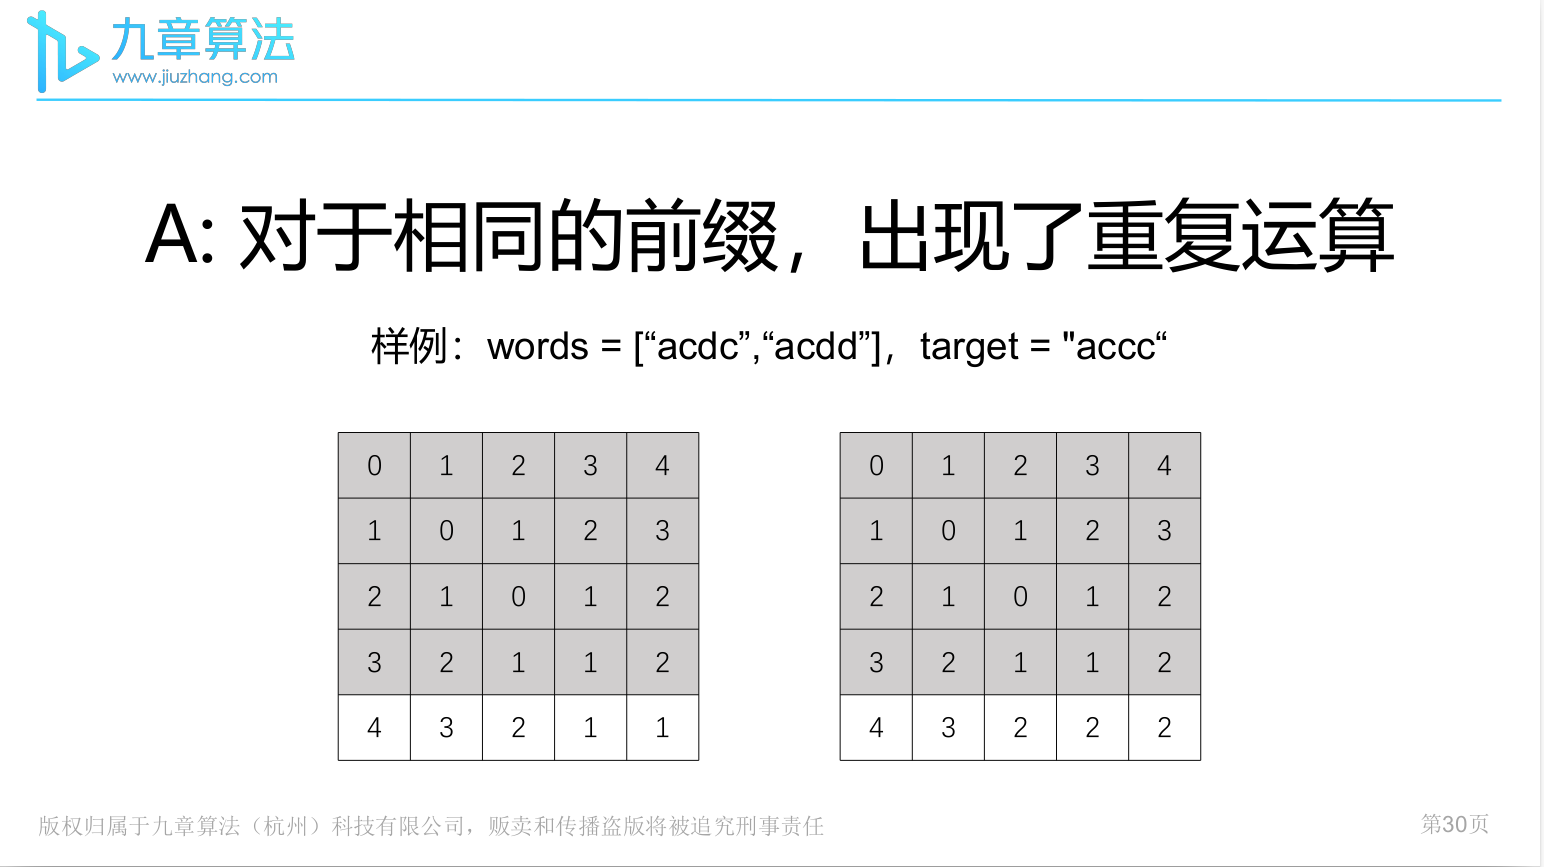 九章算法
www.jiuzhang.com
A: 对于相同的前缀，出现了重复运算
样例：words = [“acdc”,“acdd”]，target = "accc“
0 1 2 3 4
1 0 1 2 3
2 1 0 1 2
3 2 1 1 2
4 3 2 1 1
0 1 2 3 4
1 0 1 2 3
2 1 0 1 2
3 2 1 1 2
4 3 2 2 2
版权归属于九章算法（杭州）科技有限公司，贩卖和传播盗版将被追究刑事责任
第30页